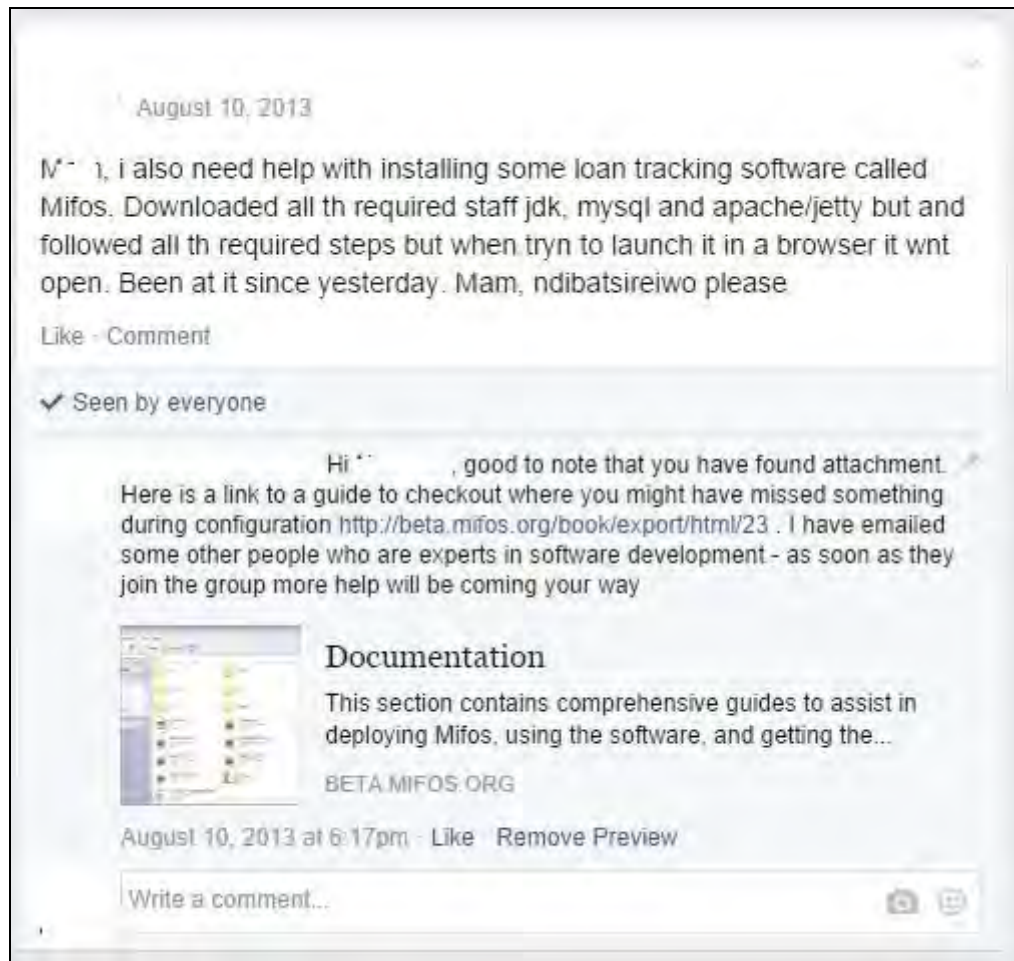 August 10, 2013
, i also need help with installing some loan tracking software called
Mifos. Downloaded all th required staff jdk, mysql and apache/jetty but and
followed all th required steps but when tryn to launch it in a browser it wnt
open. Been at it since yesterday. Mam, ndibatsireiwo please
Like · Comment
Seen by everyone
Hi , good to note that you have found attachment.
Here is a link to a guide to checkout where you might have missed something
during configuration http://beta.mifos.org/book/export/html/23 . I have emailed
some other people who are experts in software development - as soon as they
join the group more help will be coming your way
Documentation
This section contains comprehensive guides to assist in
deploying Mifos, using the software, and getting the...
BETA.MIFOS.ORG
August 10, 2013 at 6:17pm · Like · Remove Preview
Write a comment...